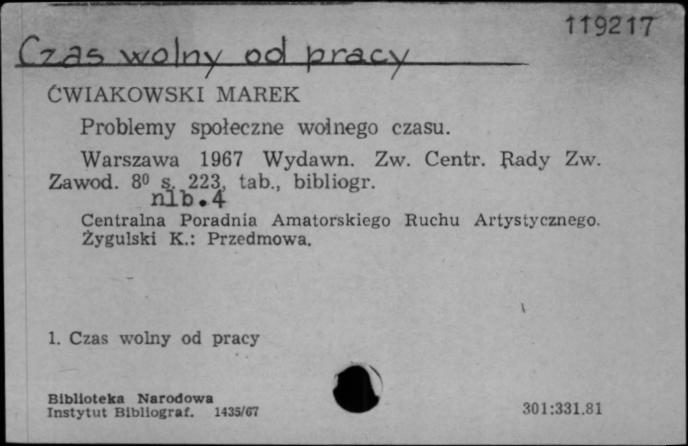 119217
Czas wolny od pracy
ĆWIAKOWSKI MAREK
Problemy społeczne wolnego czasu.
Warszawa 1967 Wydawn. Zw. Centr. Rady Zw.
Zawod. 8⁰ s. 223, tab., bibliogr.
nlb.4
Centralna Poradnia Amatorskiego Ruchu Artystycznego.
Żygulski K.: Przedmowa.
1. Czas wolny od pracy
Biblioteka Narodowa
Instytut Bibliograf. 1435/67
301:331.81